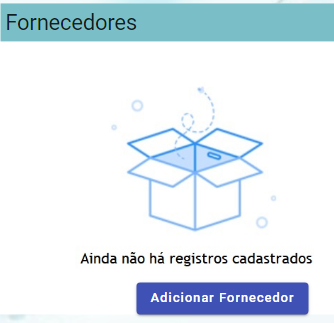 Fornecedores
Ainda não há registros cadastrados
Adicionar Fornecedor